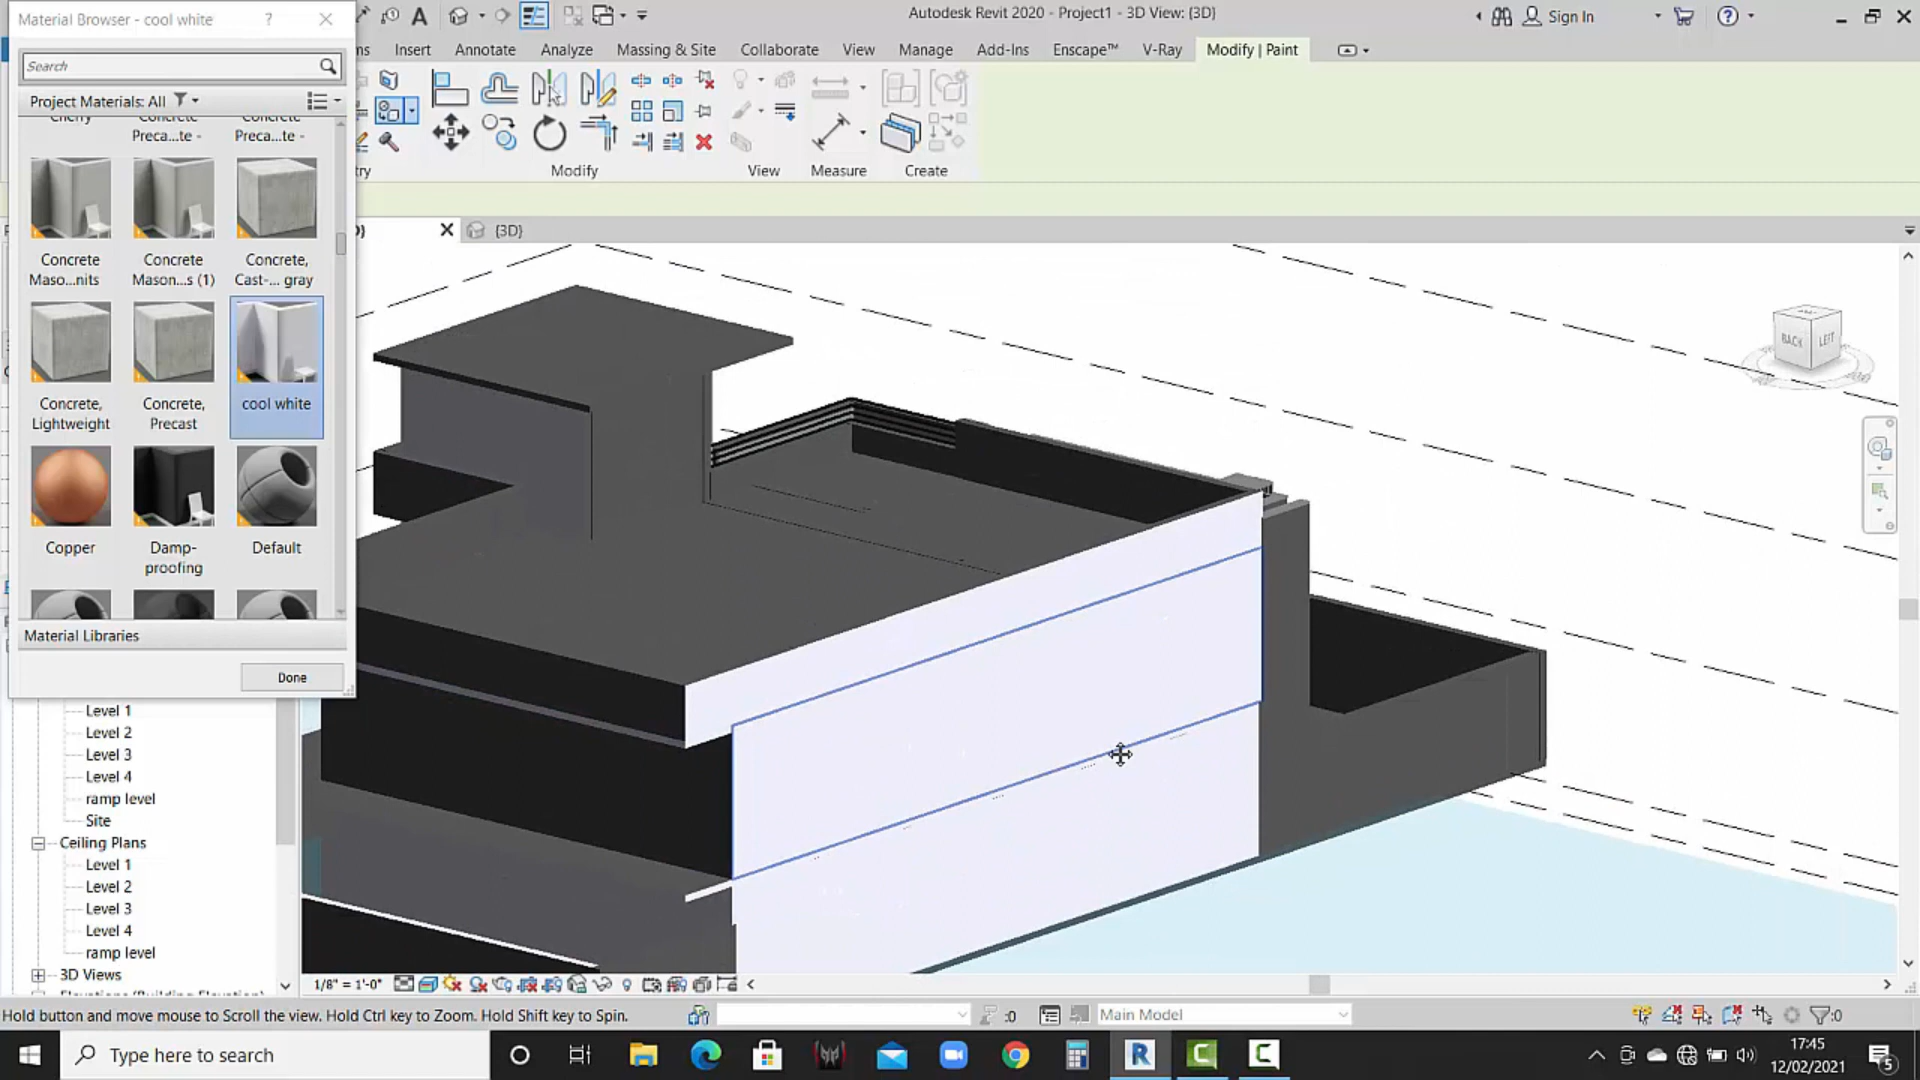 Material Browser - cool white
?
Autodesk Revit 2020 - Project1 - 3D View: {3D}
Sign In
Insert
Annotate
Analyze
Massing & Site
Collaborate
View
Manage
Add-Ins
Enscape™
V-Ray
Modify | Paint
Search
Project Materials: All
Cherry
Concrete
Preca...te -
Concrete
Preca...te -
Modify
View
Measure
Create
{3D}
Concrete
Maso...nits
Concrete
Mason...s (1)
Concrete,
Cast-... gray
Concrete,
Lightweight
Concrete,
Precast
cool white
Copper
Damp-
proofing
Default
BACK
LEFT
Material Libraries
Done
Level 1
Level 2
Level 3
Level 4
ramp level
Site
Ceiling Plans
Level 1
Level 2
Level 3
Level 4
ramp level
3D Views
1/8" = 1'-0"
Hold button and move mouse to Scroll the view. Hold Ctrl key to Zoom. Hold Shift key to Spin.
:0
Main Model
:0
Type here to search
17:45
12/02/2021
5